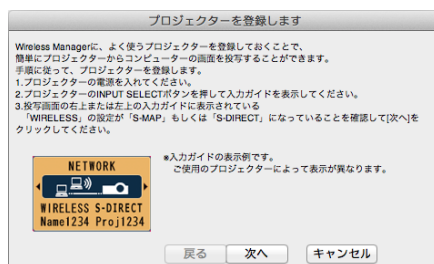 プロジェクターを登録します
Wireless Managerに、よく使うプロジェクターを登録しておくことで、
簡単にプロジェクターからコンピューターの画面を投写することができます。
手順に従って、プロジェクターを登録します。
1.プロジェクターの電源を入れてください。
2.プロジェクターのINPUT SELECTボタンを押して入力ガイドを表示してください。
3.投写画面の右上または左上の入力ガイドに表示されている
「WIRELESS」の設定が「S-MAP」もしくは「S-DIRECT」になっていることを確認して[次へ]を
クリックしてください。
NETWORK
WIRELESS S-DIRECT
Name1234 Proj1234
※入力ガイドの表示例です。
ご使用のプロジェクターによって表示が異なります。
戻る 次へ キャンセル